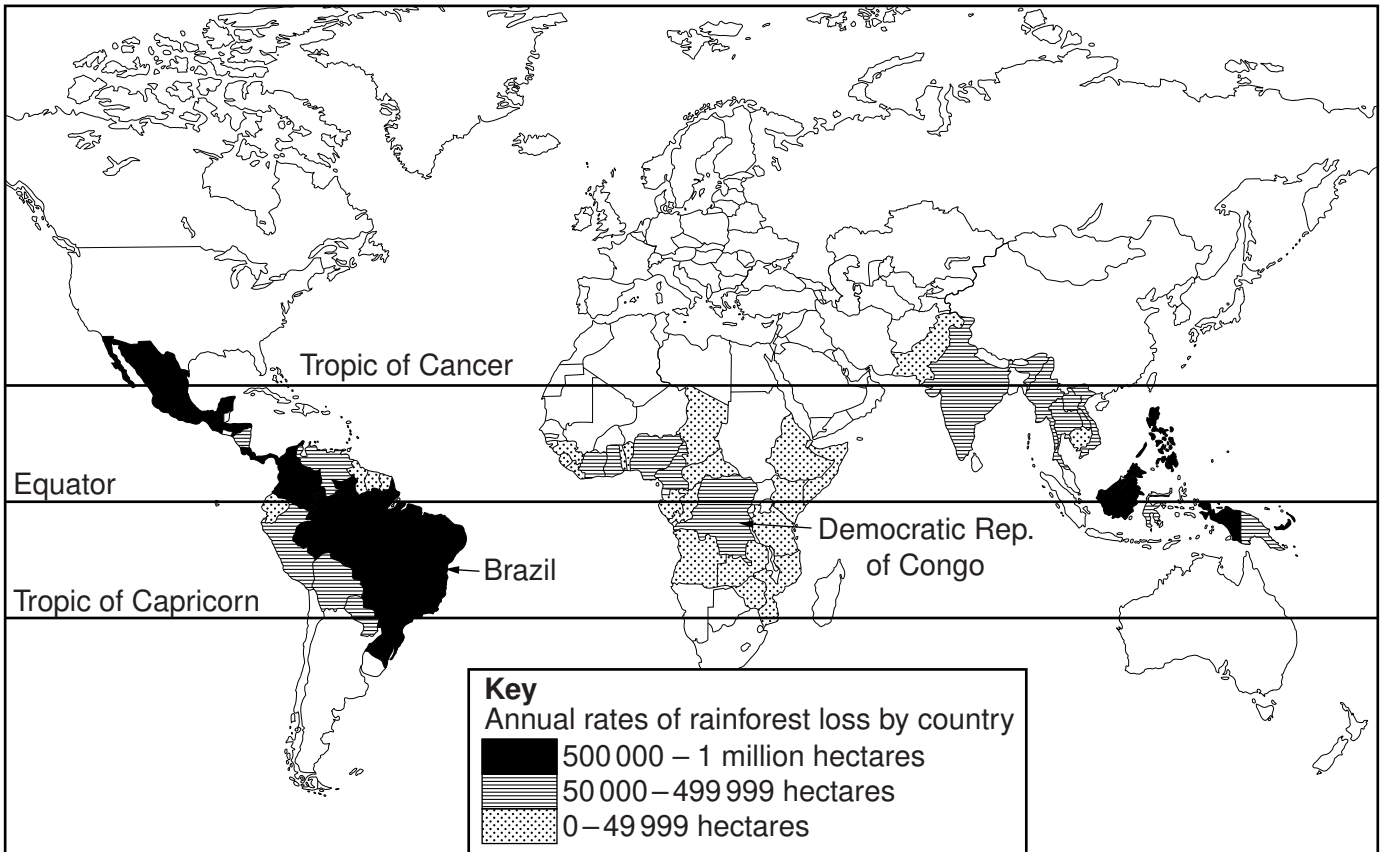 Tropic of Cancer
Equator
Democratic Rep.
of Congo
Brazil
Tropic of Capricorn
Key
Annual rates of rainforest loss by country
500 000 – 1 million hectares
50 000 – 499 999 hectares
0 – 49 999 hectares